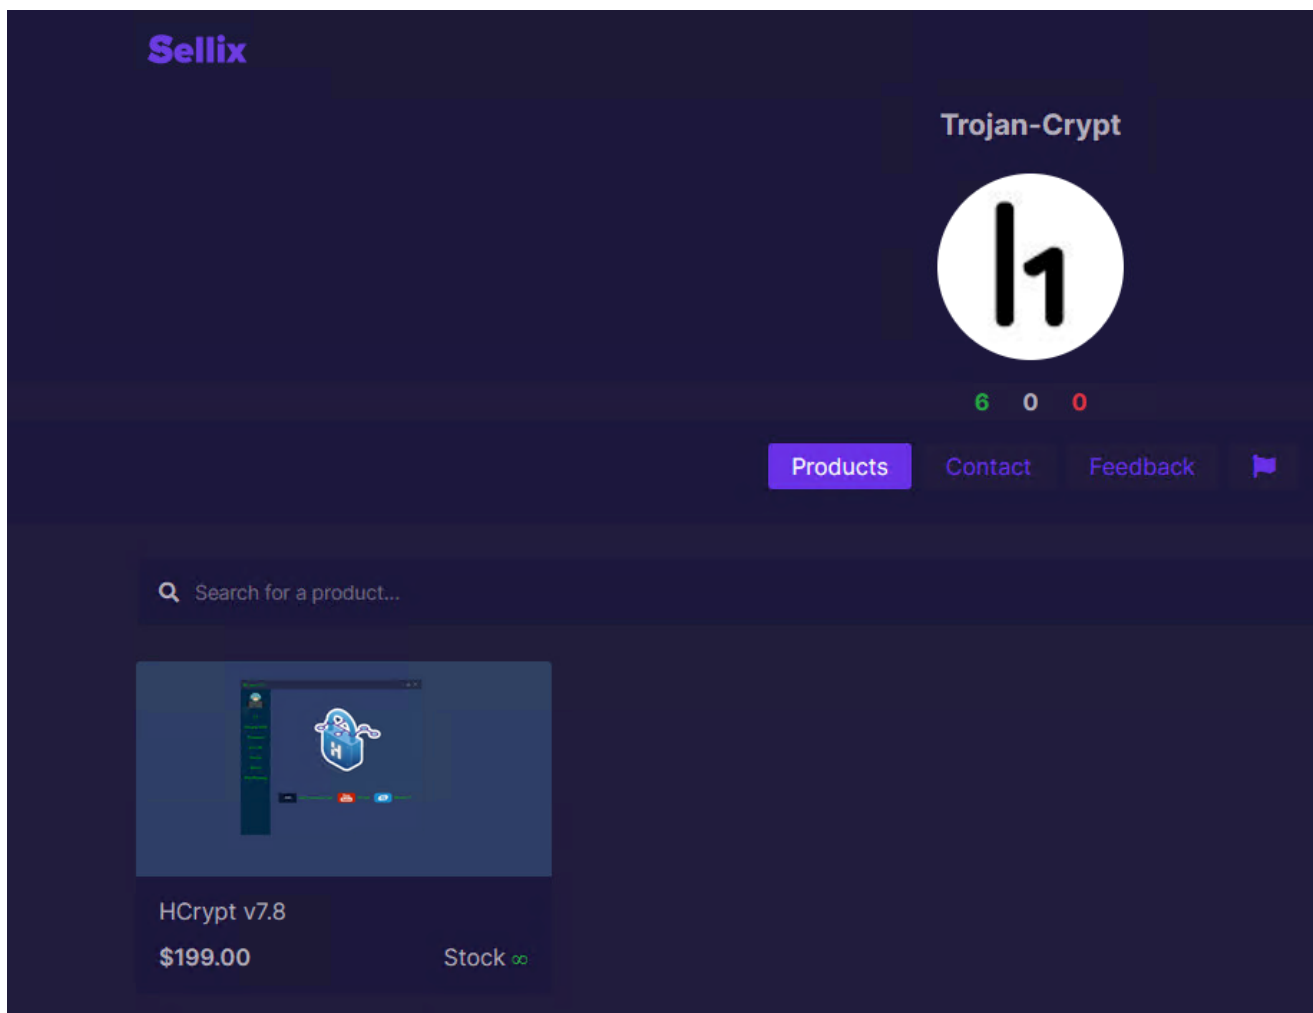 Sellix
Trojan-Crypt
6 0 0
Products Contact Feedback
Search for a product...
H
HCrypt v7.8
$199.00 Stock ∞